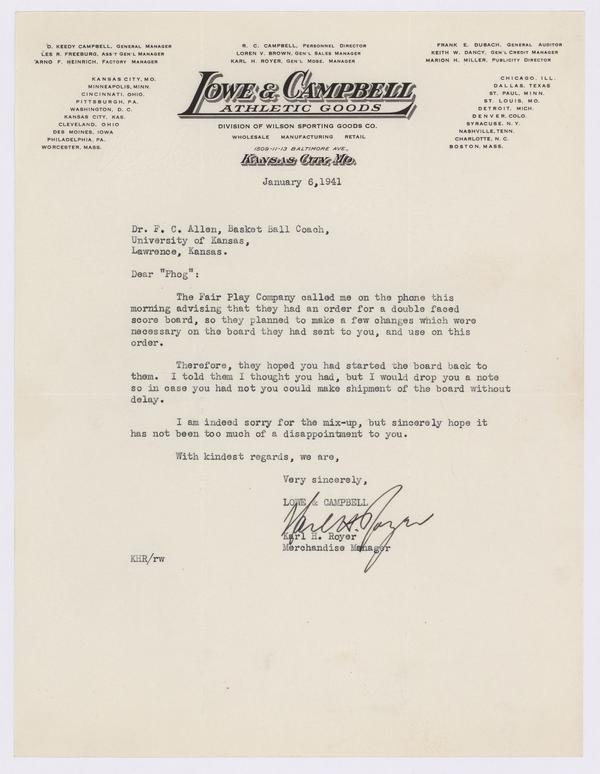 D. KEEDY CAMPBELL, GENERAL MANAGER
LES R. FREEBURG, ASS'T GEN'L MANAGER
ARNO F. HEINRICH, FACTORY MANAGER
R. C. CAMPBELL, PERSONNEL DIRECTOR
LOREN V. BROWN, GEN'L SALES MANAGER
KARL H. ROYER, GEN'L MDSE. MANAGER
FRANK E. DUBACH, GENERAL AUDITOR
KEITH W. DANCY, GEN'L CREDIT MANAGER
MARION H. MILLER, PUBLICITY DIRECTOR
KANSAS CITY, MO.
MINNEAPOLIS, MINN.
CINCINNATI, OHIO.
PITTSBURGH, PA.
WASHINGTON, D. C.
KANSAS CITY, KAS.
CLEVELAND, OHIO
DES MOINES, IOWA
PHILADELPHIA, PA.
WORCESTER, MASS.
LOWE & CAMPBELL
ATHLETIC GOODS
DIVISION OF WILSON SPORTING GOODS CO.
WHOLESALE MANUFACTURING RETAIL
1509-11-13 BALTIMORE AVE.,
KANSAS CITY, MO.
CHICAGO, ILL.
DALLAS, TEXAS
ST. PAUL, MINN.
ST. LOUIS, MO.
DETROIT, MICH.
DENVER, COLO.
SYRACUSE, N. Y.
NASHVILLE, TENN.
CHARLOTTE, N. C.
BOSTON, MASS.
January 6,1941
Dr. F. C. Allen, Basket Ball Coach,
University of Kansas,
Lawrence, Kansas.
Dear "Phog":
The Fair Play Company called me on the phone this
morning advising that they had an order for a double faced
score board, so they planned to make a few changes which were
necessary on the board they had sent to you, and use on this
order.
Therefore, they hoped you had started the board back to
them. I told them I thought you had, but I would drop you a note
so in case you had not you could make shipment of the board without
delay.
I am indeed sorry for the mix-up, but sincerely hope it
has not been too much of a disappointment to you.
With kindest regards, we are,
Very sincerely,
LOWE & CAMPBELL
Karl H. Royer
Karl H. Royer
Merchandise Manager
KHR/rw